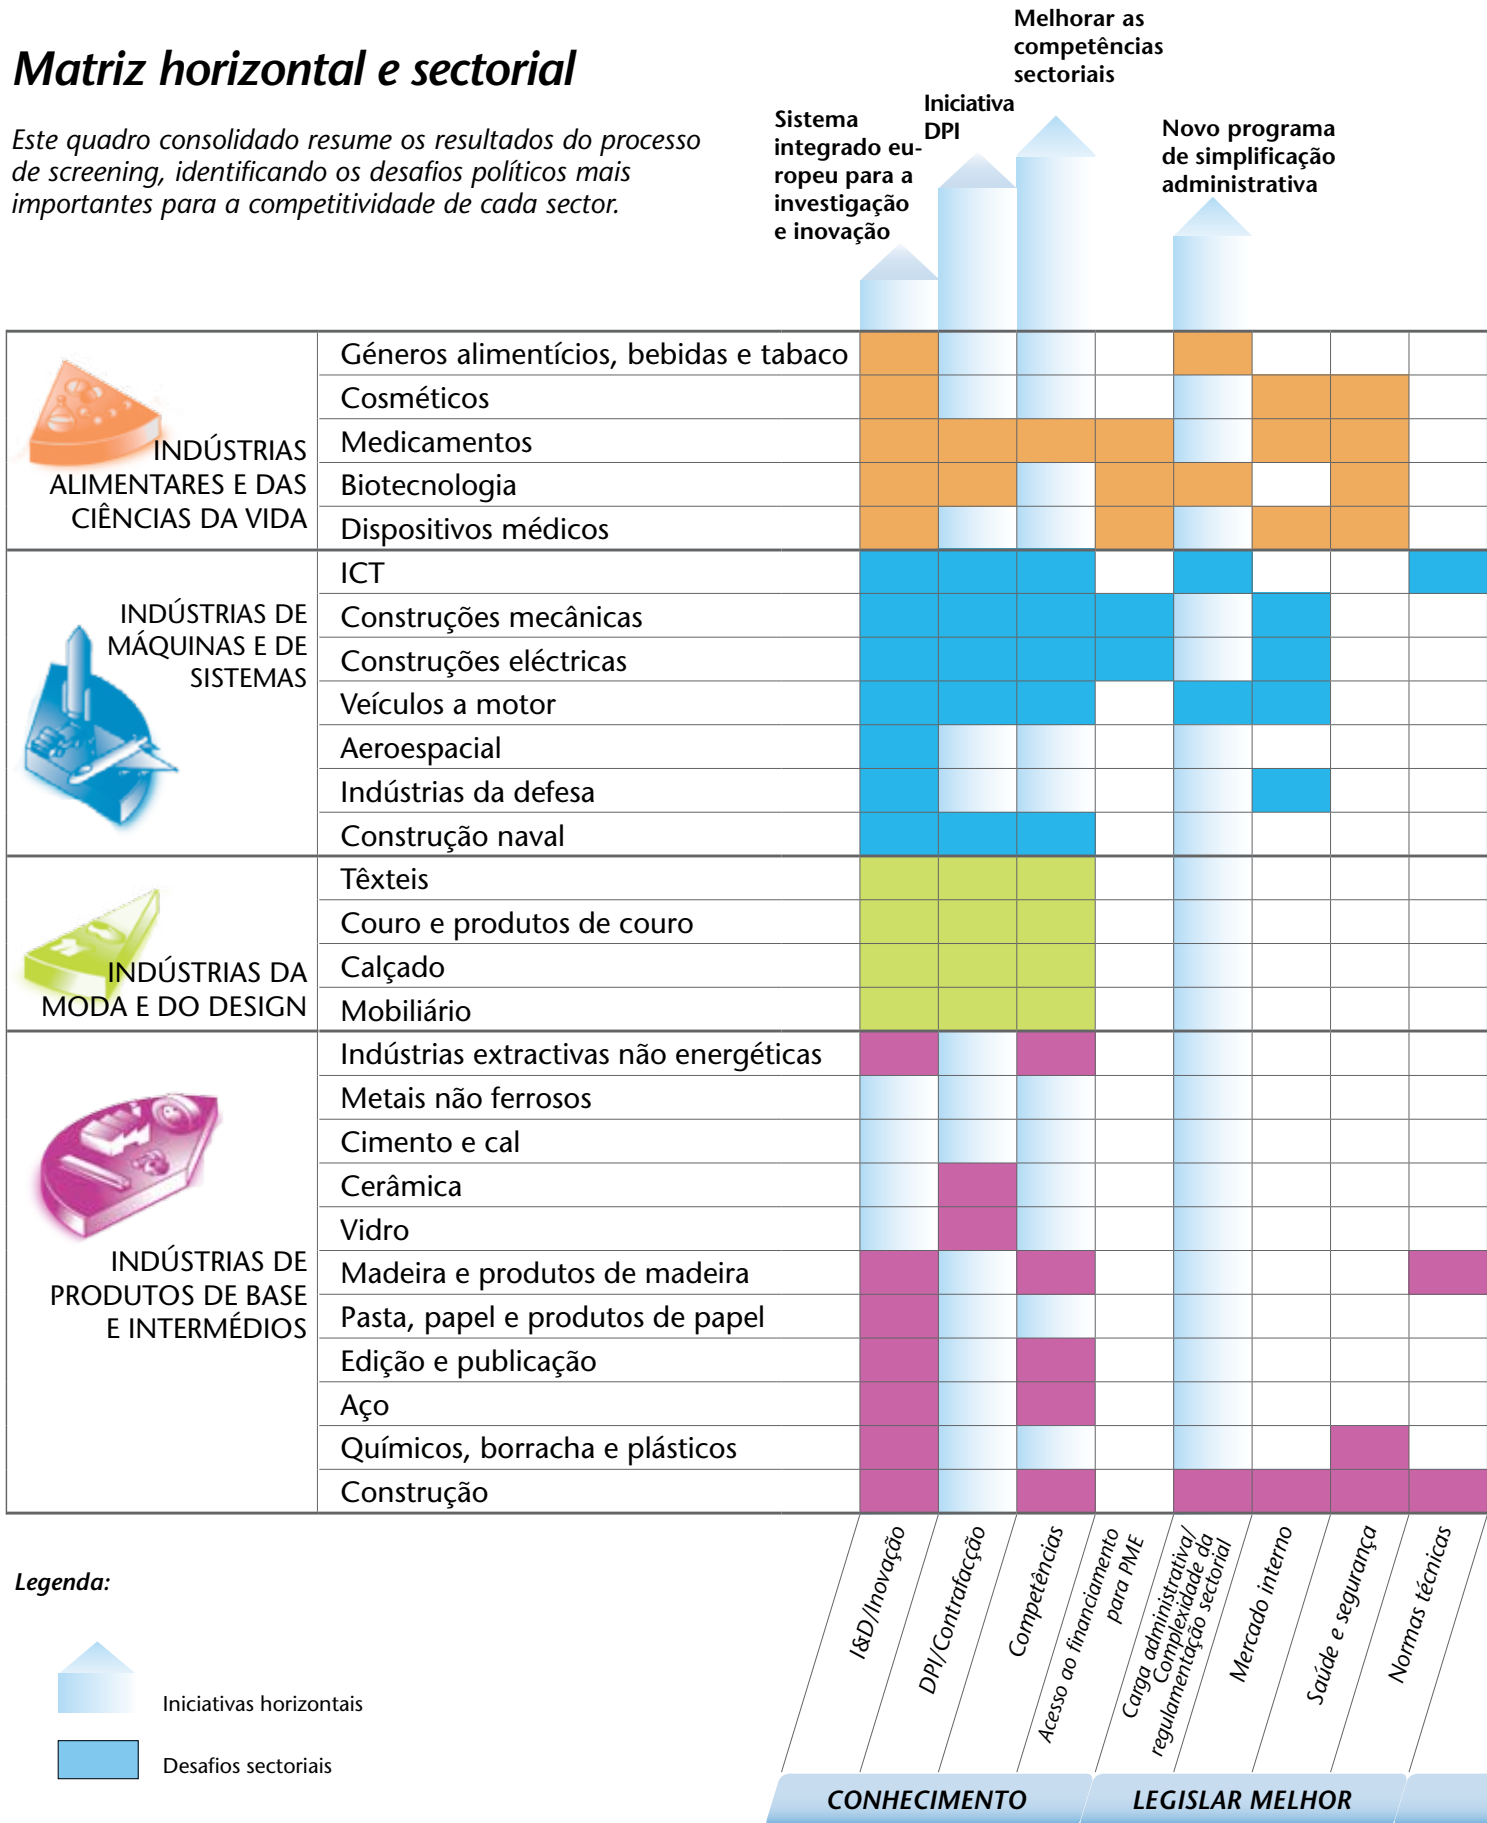 Matriz horizontal e sectorial
Este quadro consolidado resume os resultados do processo
de screening, identificando os desafios políticos mais
importantes para a competitividade de cada sector.
Sistema
integrado eu-
ropeu para a
investigação
e inovação
Iniciativa
DPI
Melhorar as
competências
sectoriais
Novo programa
de simplificação
administrativa
INDÚSTRIAS
ALIMENTARES E DAS
CIÊNCIAS DA VIDA
Géneros alimentícios, bebidas e tabaco
Cosméticos
Medicamentos
Biotecnologia
Dispositivos médicos
INDÚSTRIAS DE
MÁQUINAS E DE
SISTEMAS
ICT
Construções mecânicas
Construções eléctricas
Veículos a motor
Aeroespacial
Indústrias da defesa
Construção naval
INDÚSTRIAS DA
MODA E DO DESIGN
Têxteis
Couro e produtos de couro
Calçado
Mobiliário
INDÚSTRIAS DE
PRODUTOS DE BASE
E INTERMÉDIOS
Indústrias extractivas não energéticas
Metais não ferrosos
Cimento e cal
Cerâmica
Vidro
Madeira e produtos de madeira
Pasta, papel e produtos de papel
Edição e publicação
Aço
Químicos, borracha e plásticos
Construção
I&D/Inovação
DPI/Contrafacção
Competências
Acesso ao financiamento
para PME
Carga administrativa/
Complexidade da
regulamentação sectorial
Mercado interno
Saúde e segurança
Normas técnicas
CONHECIMENTO
LEGISLAR MELHOR
Legenda:
Iniciativas horizontais
Desafios sectoriais